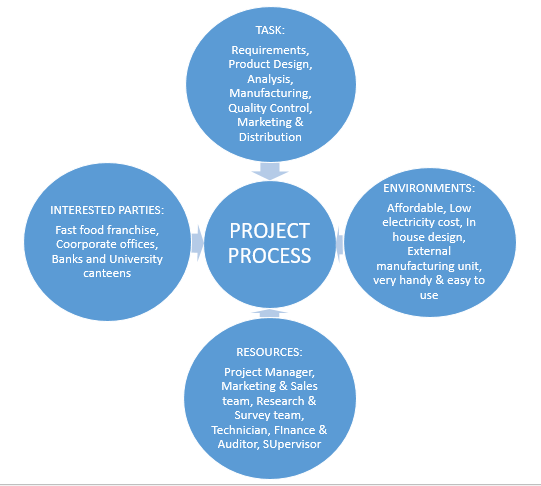 TASK:
Requirements,
Product Design,
Analysis,
Manufacturing,
Quality Control,
Marketing &
Distribution
INTERESTED PARTIES:
Fast food franchise,
Coorporate offices,
Banks and University
canteens
PROJECT
PROCESS
ENVIRONMENTS:
Affordable, Low
electricity cost, In
house design,
External
manufacturing unit,
very handy & easy to
use
RESOURCES:
Project Manager,
Marketing & Sales
team, Research &
Survey team,
Technician, FInance &
Auditor, SUpervisor